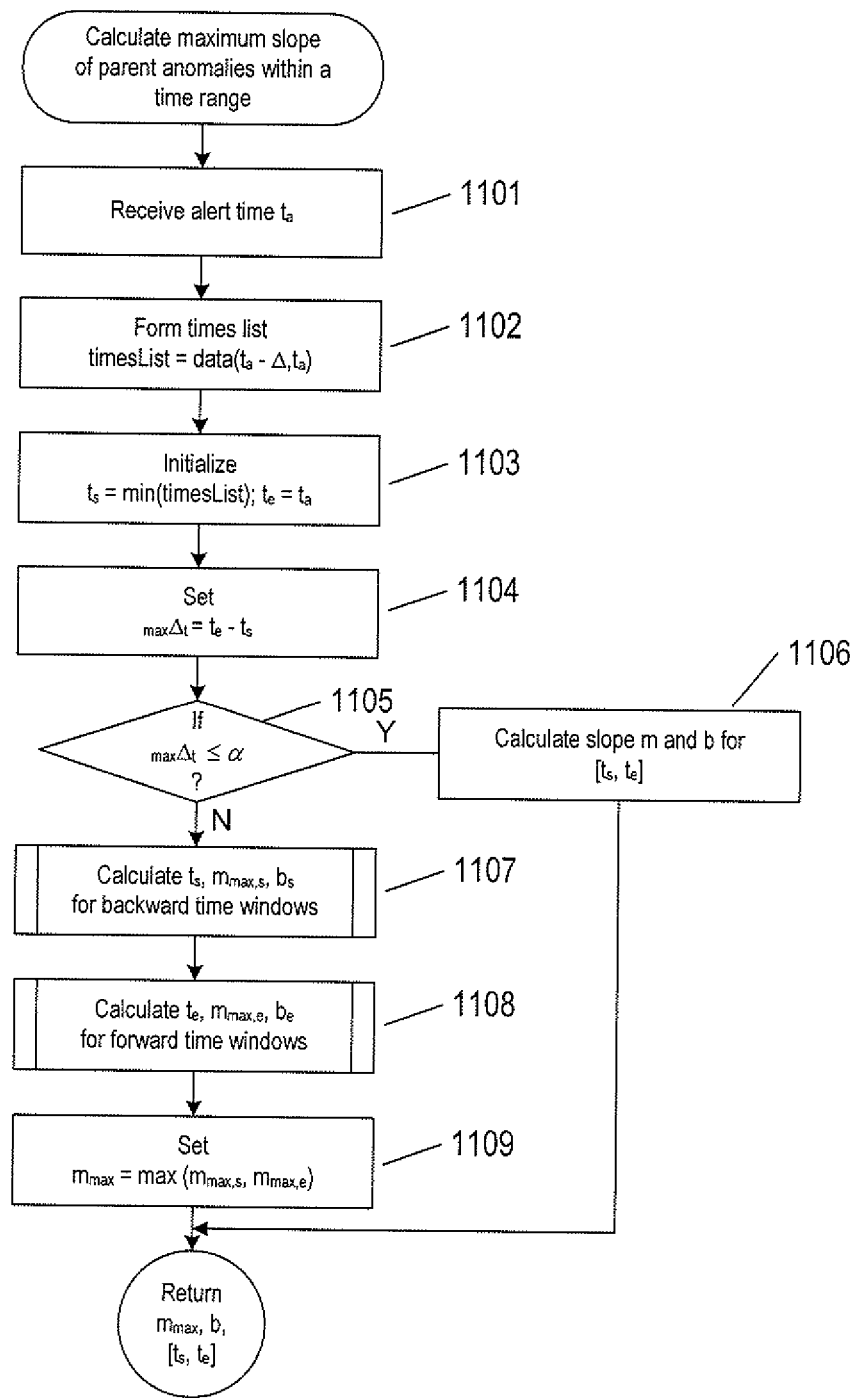 Calculate maximum slope
of parent anomalies within a
time range
Receive alert time tₐ
1101
Form times list
timesList = data(tₐ - Δ,tₐ)
1102
Initialize
tₛ = min(timesList); tₑ = tₐ
1103
Set
ₘₐₓΔₜ = tₑ - tₛ
1104
1105
If
ₘₐₓΔₜ ≤ α
?
Y
N
1106
Calculate slope m and b for
[tₛ, tₑ]
Calculate tₛ, mₘₐₓ,ₛ, bₛ
for backward time windows
1107
Calculate tₑ, mₘₐₓ,ₑ, bₑ
for forward time windows
1108
Set
mₘₐₓ = max (mₘₐₓ,ₛ, mₘₐₓ,ₑ)
1109
Return
mₘₐₓ, b,
[tₛ, tₑ]